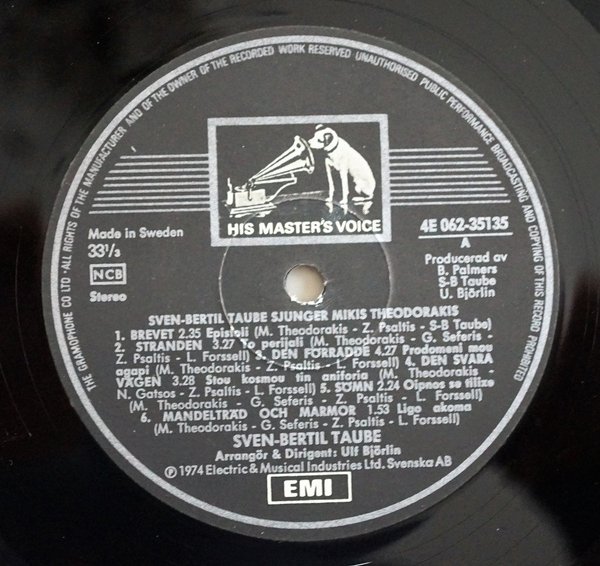 THE GRAMOPHONE CO LTD · ALL RIGHTS OF THE MANUFACTURER AND OF THE OWNER OF THE RECORDED WORK RESERVED UNAUTHORISED PUBLIC PERFORMANCE BROADCASTING AND COPYING OF THIS RECORD PROHIBITED
HIS MASTER'S VOICE
Made in Sweden
33 1/3
NCB
Stereo
4E 062-35135
A
Producerad av
B. Palmers
S-B Taube
U. Björlin
SVEN-BERTIL TAUBE SJUNGER MIKIS THEODORAKIS
1. BREVET 2.35 Epistoli (M. Theodorakis - Z. Psaltis - S-B Taube)
2. STRANDEN 3.27 To perijali (M. Theodorakis - G. Seferis -
Z. Psaltis - L. Forssell) 3. DEN FÖRRÅDDE 4.27 Prodomeni mou
agapi (M. Theodorakis - Z. Psaltis - L. Forssell) 4. DEN SVÅRA
VÄGEN 3.28 Stou kosmou tin aniforia (M. Theodorakis -
N. Gatsos - Z. Psaltis - L. Forssell) 5. SÖMN 2.24 Oipnos se tilixe
(M. Theodorakis - G. Seferis - Z. Psaltis - L. Forssell)
6. MANDELTRÄD OCH MARMOR 1.53 Ligo akoma
(M. Theodorakis - G. Seferis - Z. Psaltis - L. Forssell)
SVEN-BERTIL TAUBE
Arrangör & Dirigent: Ulf Björlin
℗ 1974 Electric & Musical Industries Ltd. Svenska AB
EMI